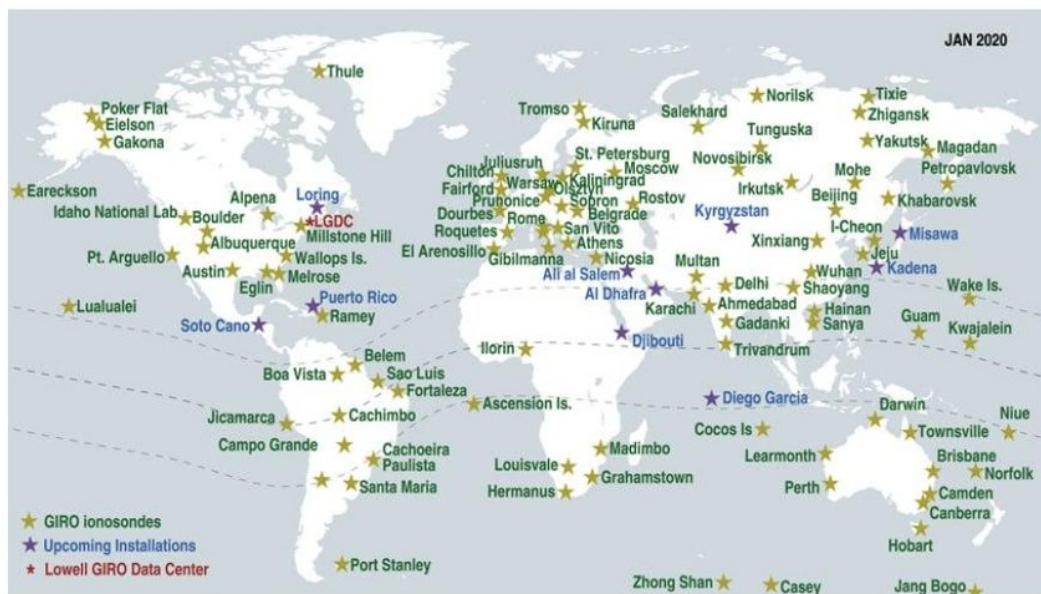 JAN 2020
Thule
Poker Flat
Eielson
Gakona
Eareckson
Idaho National Lab.
Boulder
Alpena
Loring
LGDC
Millstone Hill
Albuquerque
Wallops Is.
Pt. Arguello
Austin
Eglin
Melrose
Lualualei
Puerto Rico
Ramey
Soto Cano
Belem
Boa Vista
Sao Luis
Fortaleza
Jicamarca
Cachimbo
Campo Grande
Cachoeira
Paulista
Santa Maria
Port Stanley
Tromso
Kiruna
Salekhard
Norilsk
Tixie
Zhigansk
Tunguska
Yakutsk
Magadan
Juliusruh
St. Petersburg
Moscow
Novosibirsk
Mohe
Petropavlovsk
Chilton
Warsaw
Kaliningrad
Fairford
Olsztyn
Pruhonice
Sopron
Rostov
Irkutsk
Beijing
Khabarovsk
Dourbes
Rome
Belgrade
Kyrgyzstan
I-Cheon
Misawa
Roquetes
San Vito
Xinxiang
El Arenosillo
Athens
Gibilmanna
Nicosia
Jeju
Kadena
Ali al Salem
Multan
Delhi
Wuhan
Shaoyang
Al Dhafra
Karachi
Ahmedabad
Hainan
Wake Is.
Gadanki
Sanya
Guam
Kwajalein
Ilorin
Djibouti
Trivandrum
Ascension Is.
Diego Garcia
Darwin
Niue
Cocos Is
Townsville
Madimbo
Learmonth
Brisbane
Louisvale
Norfolk
Grahamstown
Hermanus
Perth
Camden
Canberra
Hobart
Zhong Shan
Casey
Jang Bogo
GIRO ionosondes
Upcoming Installations
Lowell GIRO Data Center